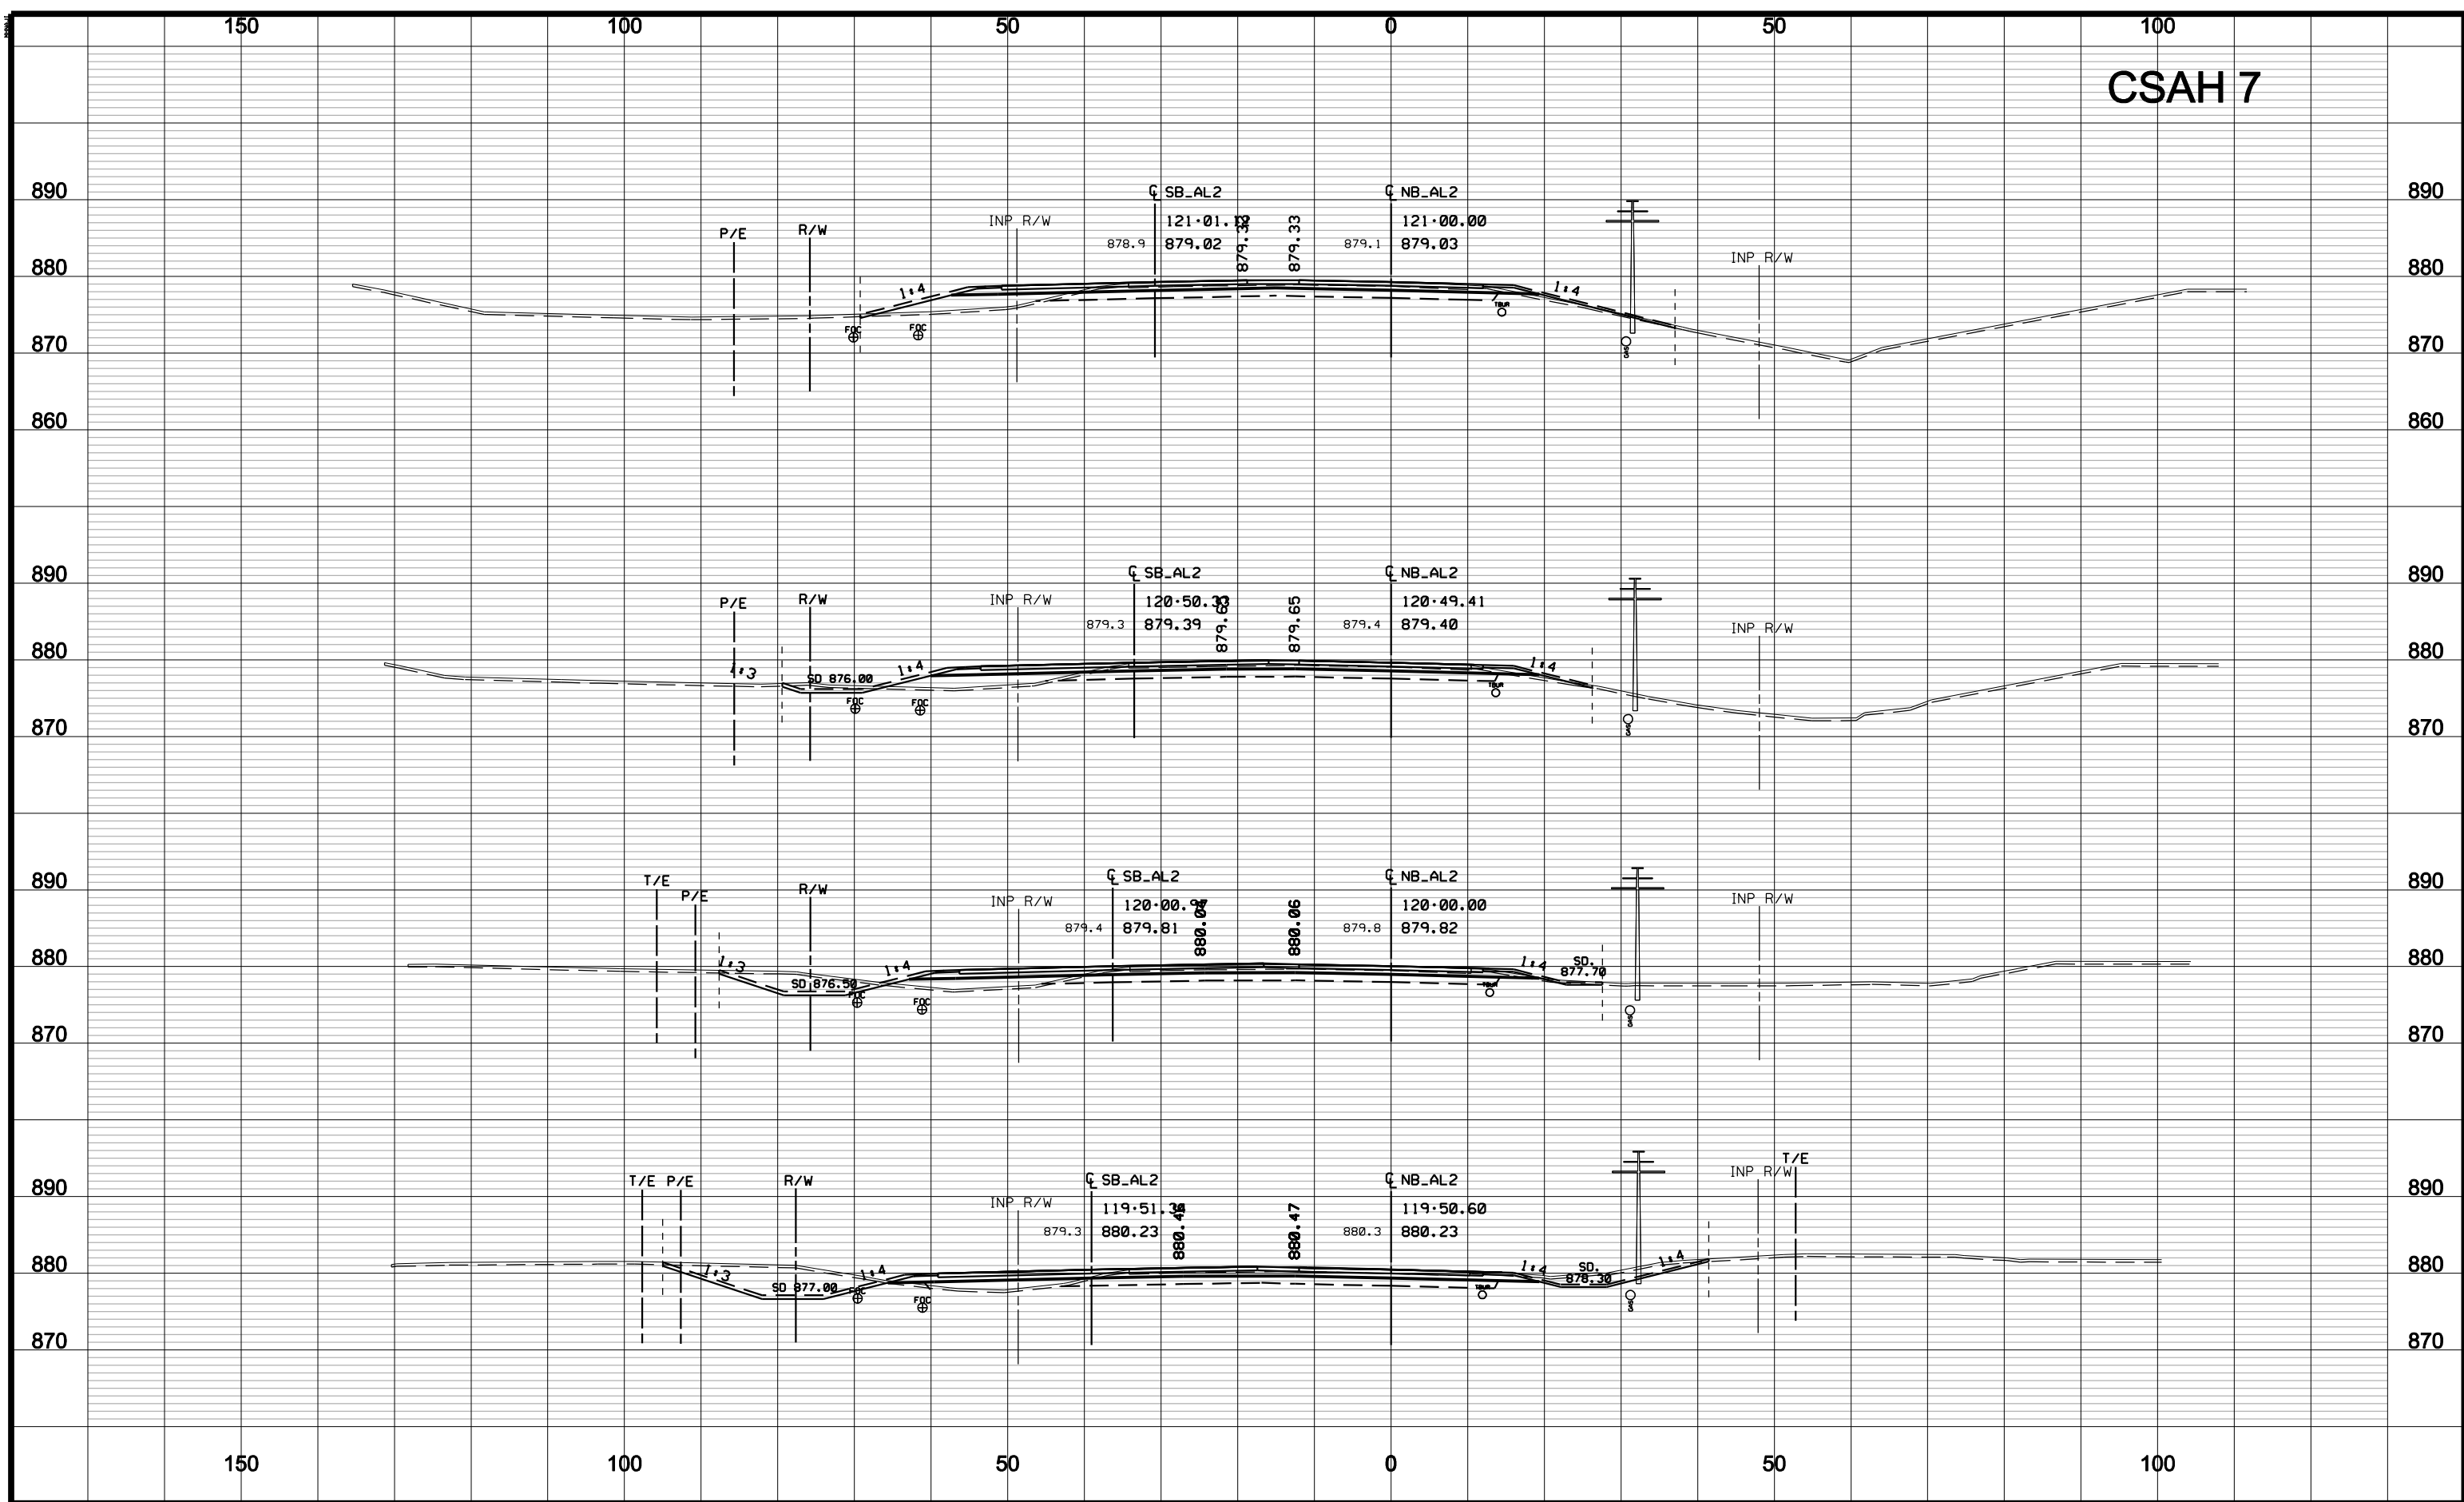 150 100 50 0 50 100
CSAH 7
890 890
℄ SB_AL2 ℄ NB_AL2
INP R/W 121+00.00
P/E R/W
878.9 879.02 879.33 879.1 879.03
INP R/W
880 880
1:4 1:4
FOC FOC
870 870
860 860
℄ SB_AL2 ℄ NB_AL2
890 890
P/E R/W INP R/W 120+50.33 120+49.41
879.3 879.39 879.65 879.65 879.4 879.40 INP R/W
880 880
1:3 1:4 1:4
SD 876.00
FOC FOC
870 870
T/E ℄ SB_AL2 ℄ NB_AL2
890 890
P/E R/W INP R/W 120+00.00 INP R/W
879.4 879.81 880.06 879.8 879.82
880 880
1:3 1:4 1:4 SD.
877.70
SD 876.50
FOC FOC
870 870
T/E
INP R/W
T/E P/E R/W ℄ SB_AL2 ℄ NB_AL2
890 890
INP R/W 119+50.60
879.3 880.23 880.47 880.3 880.23
880 880
1:3 1:4 1:4 SD. 1:4
878.30
SD 877.00
FOC FOC
870 870
150 100 50 0 50 100